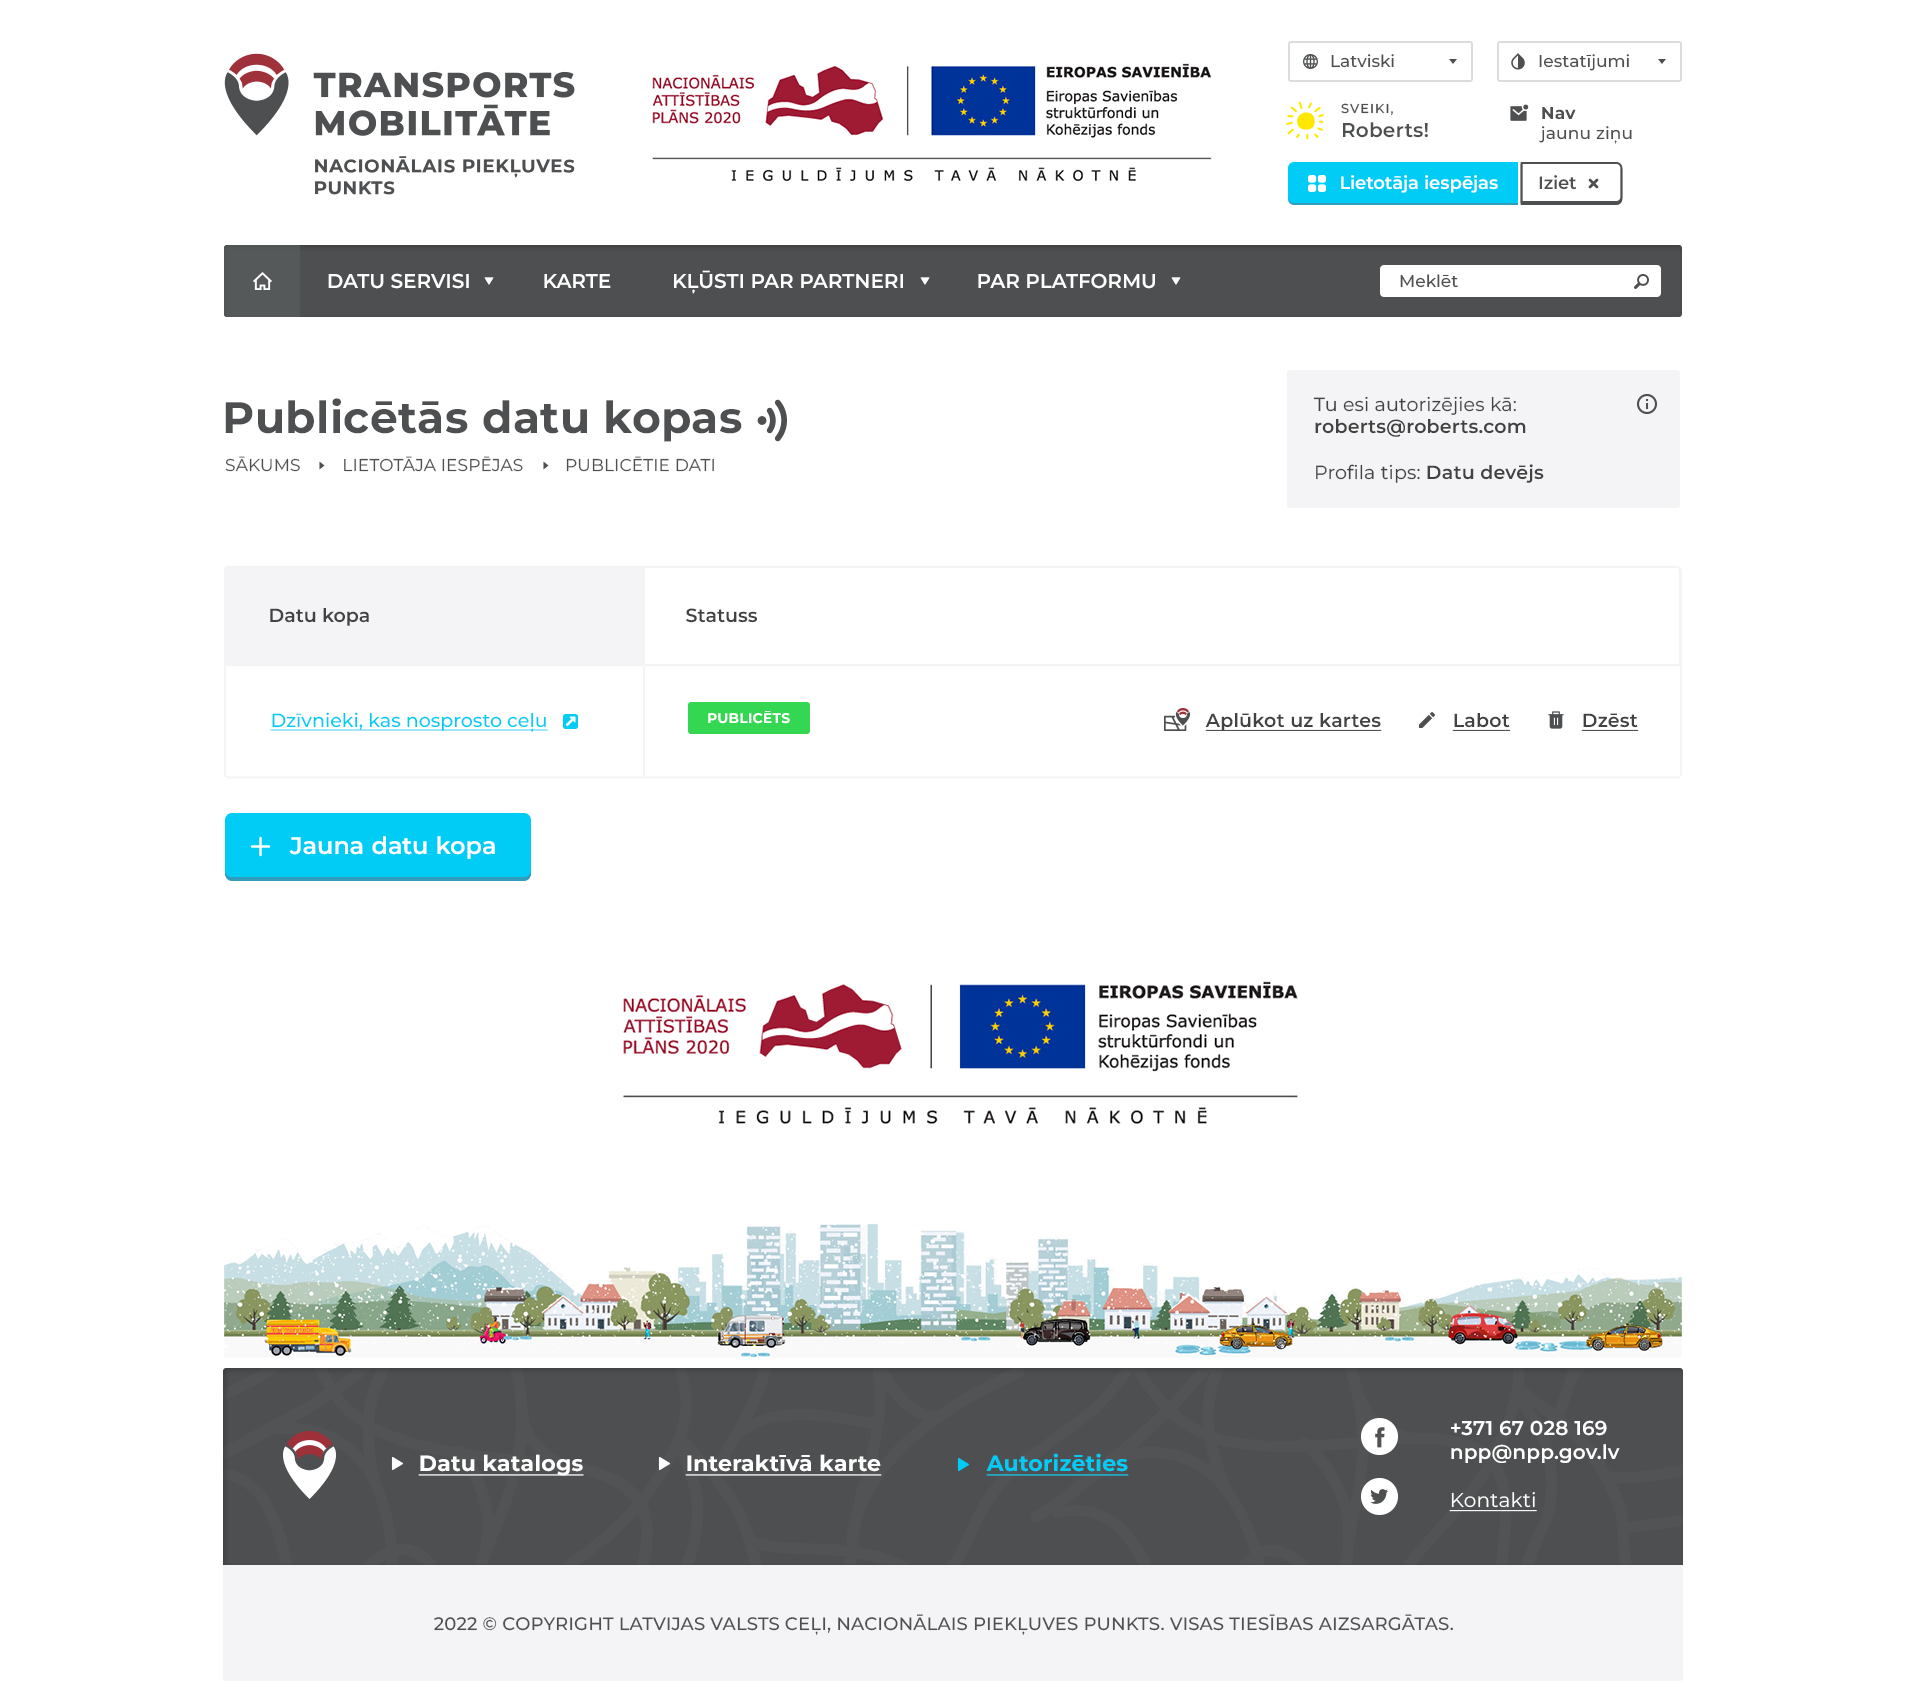 TRANSPORTS
MOBILITĀTE
NACIONĀLAIS PIEKĻUVES
PUNKTS
NACIONĀLAIS
ATTĪSTĪBAS
PLĀNS 2020
EIROPAS SAVIENĪBA
Eiropas Savienības
struktūrfondi un
Kohēzijas fonds
IEGULDĪJUMS TAVĀ NĀKOTNĒ
Latviski
Iestatījumi
SVEIKI,
Roberts!
Nav
jaunu ziņu
Lietotāja iespējas
Iziet
DATU SERVISI
KARTE
KĻŪSTI PAR PARTNERI
PAR PLATFORMU
Meklēt
Publicētās datu kopas
SĀKUMS
LIETOTĀJA IESPĒJAS
PUBLICĒTIE DATI
Tu esi autorizējies kā:
roberts@roberts.com
Profila tips: Datu devējs
Datu kopa
Statuss
Dzīvnieki, kas nosprosto ceļu
PUBLICĒTS
Aplūkot uz kartes
Labot
Dzēst
+ Jauna datu kopa
NACIONĀLAIS
ATTĪSTĪBAS
PLĀNS 2020
EIROPAS SAVIENĪBA
Eiropas Savienības
struktūrfondi un
Kohēzijas fonds
IEGULDĪJUMS TAVĀ NĀKOTNĒ
Datu katalogs
Interaktīvā karte
Autorizēties
+371 67 028 169
npp@npp.gov.lv
Kontakti
2022 © COPYRIGHT LATVIJAS VALSTS CEĻI, NACIONĀLAIS PIEKĻUVES PUNKTS. VISAS TIESĪBAS AIZSARGĀTAS.